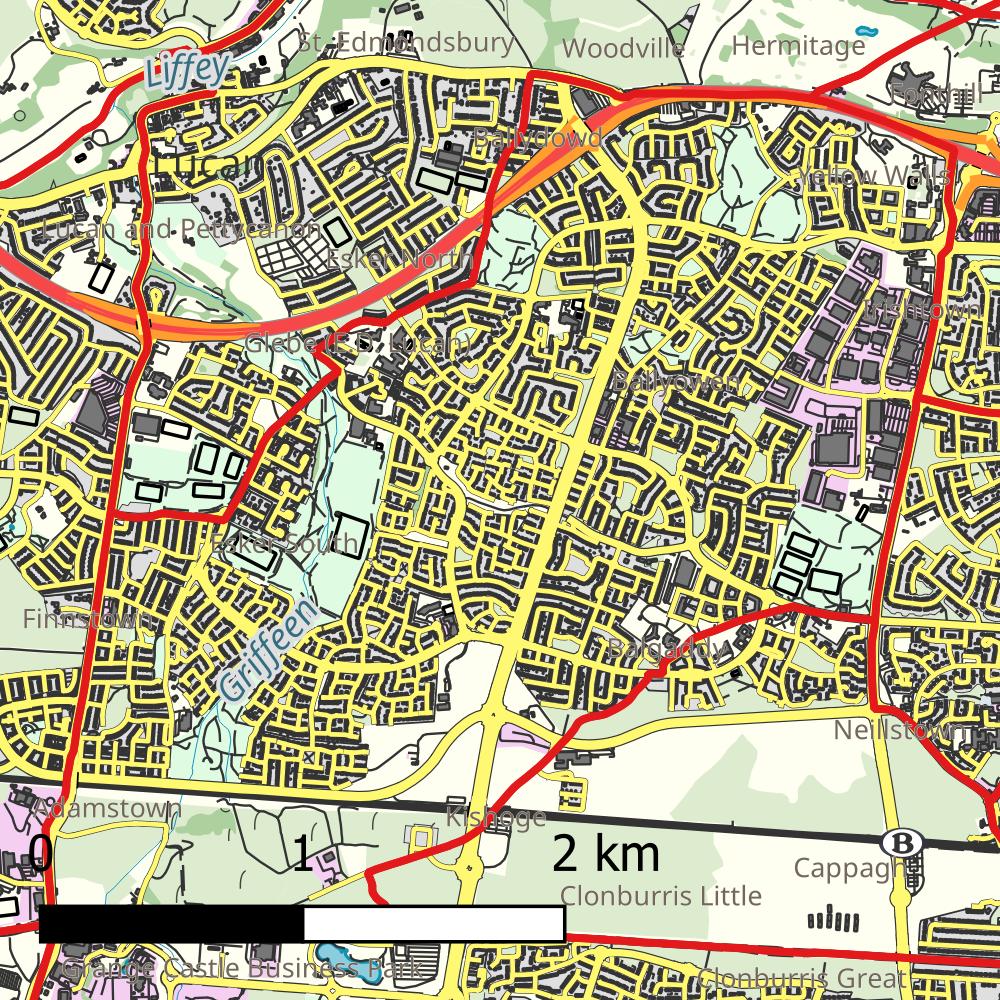 St. Edmondsbury
Woodville
Hermitage
Liffey
Fonthill
Ballydowd
Lucan
Yellow Walls
Lucan and Pettycanon
Esker North
Irishtown
Glebe (E.D. Lucan)
Ballyowen
Esker South
Finnstown
Griffeen
Balgaddy
Neillstown
Adamstown
Kishoge
B
0
1
2 km
Cappagh
Clonburris Little
Grange Castle Business Park
Clonburris Great